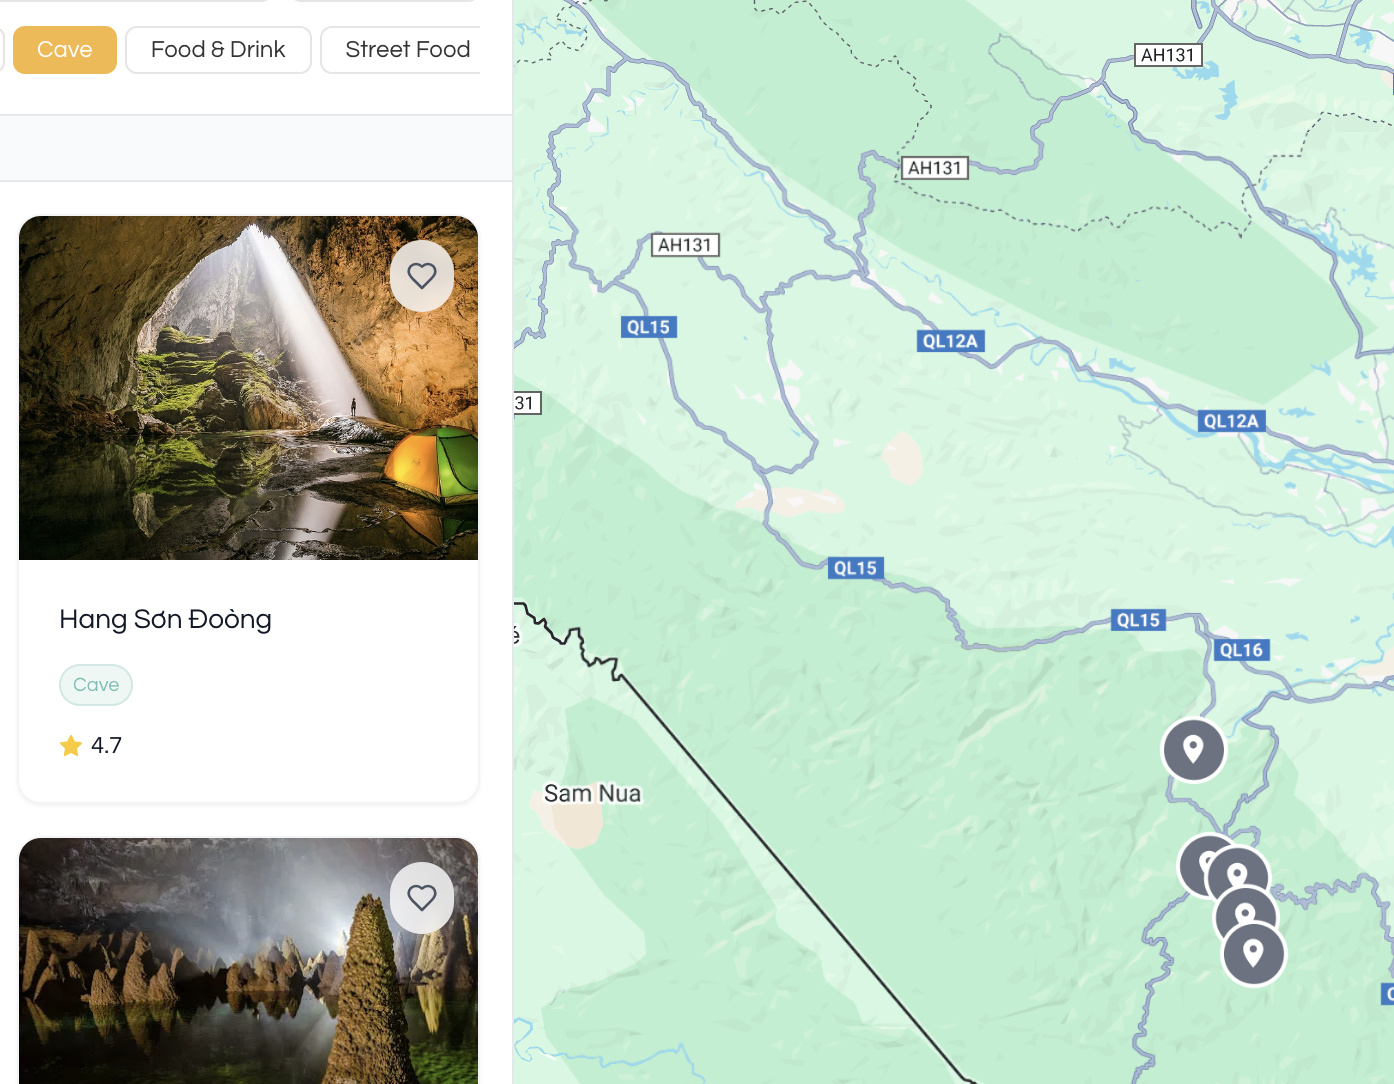 Cave
Food & Drink
Street Food
Hang Sơn Đoòng
Cave
4.7
AH131
AH131
AH131
QL15
QL12A
31
QL12A
QL15
QL15
QL16
Sam Nua